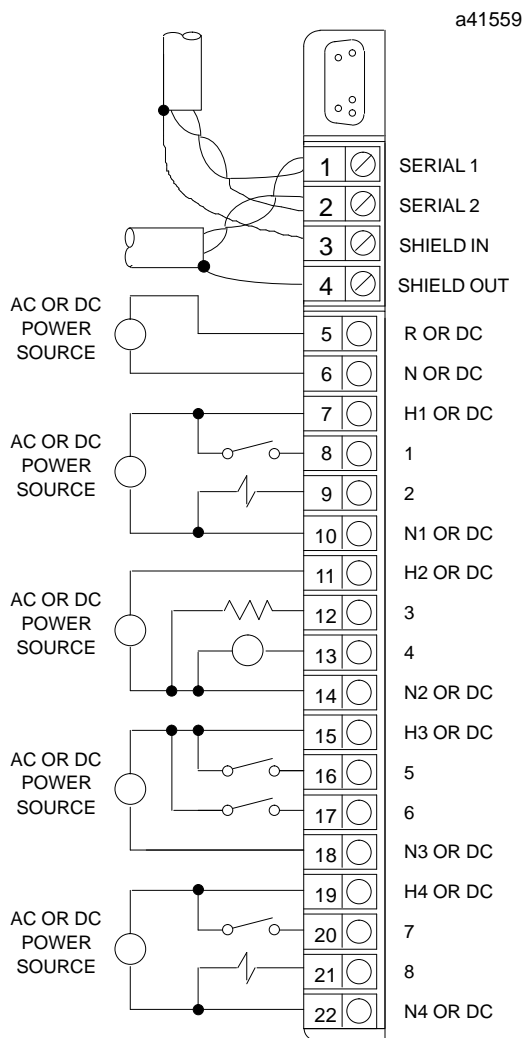 a41559
1 SERIAL 1
2 SERIAL 2
3 SHIELD IN
4 SHIELD OUT
AC OR DC
POWER
SOURCE
5 R OR DC
6 N OR DC
7 H1 OR DC
AC OR DC
POWER
SOURCE
8 1
9 2
10 N1 OR DC
11 H2 OR DC
AC OR DC
POWER
SOURCE
12 3
13 4
14 N2 OR DC
15 H3 OR DC
AC OR DC
POWER
SOURCE
16 5
17 6
18 N3 OR DC
19 H4 OR DC
AC OR DC
POWER
SOURCE
20 7
21 8
22 N4 OR DC